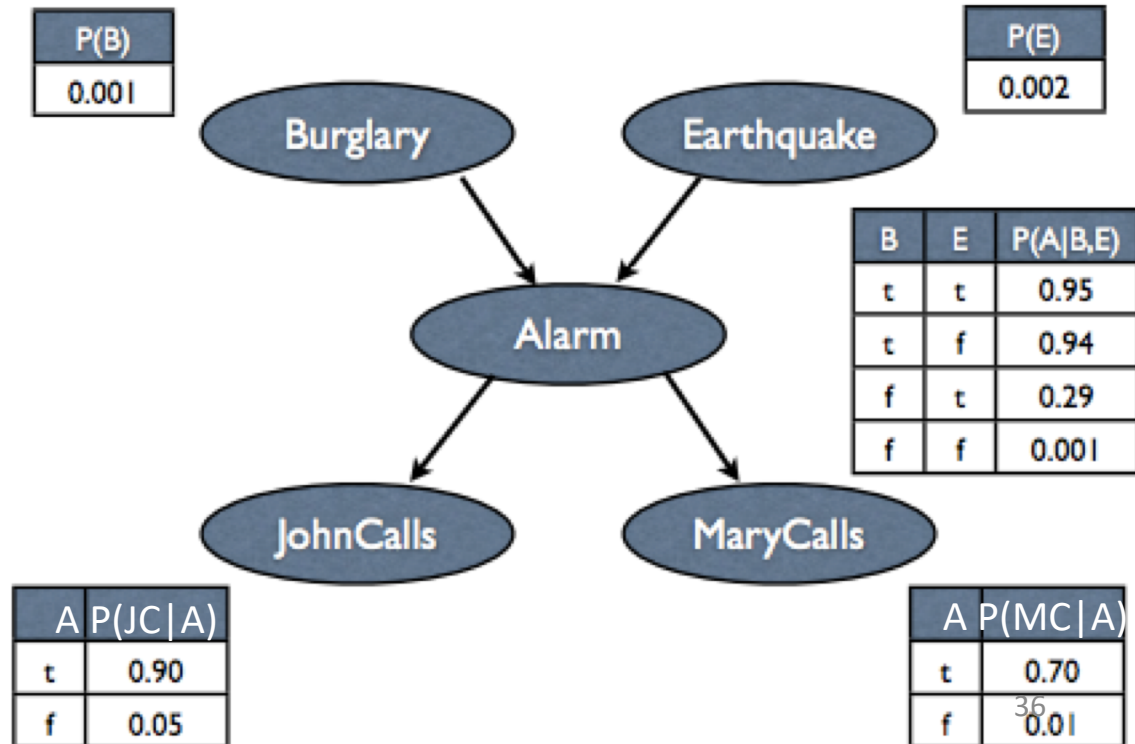 P(B)
0.001
P(E)
0.002
Burglary
Earthquake
B E P(A|B,E)
t t 0.95
t f 0.94
f t 0.29
f f 0.001
Alarm
JohnCalls
MaryCalls
A P(JC|A)
t 0.90
f 0.05
A P(MC|A)
t 0.70
f 0.01
36